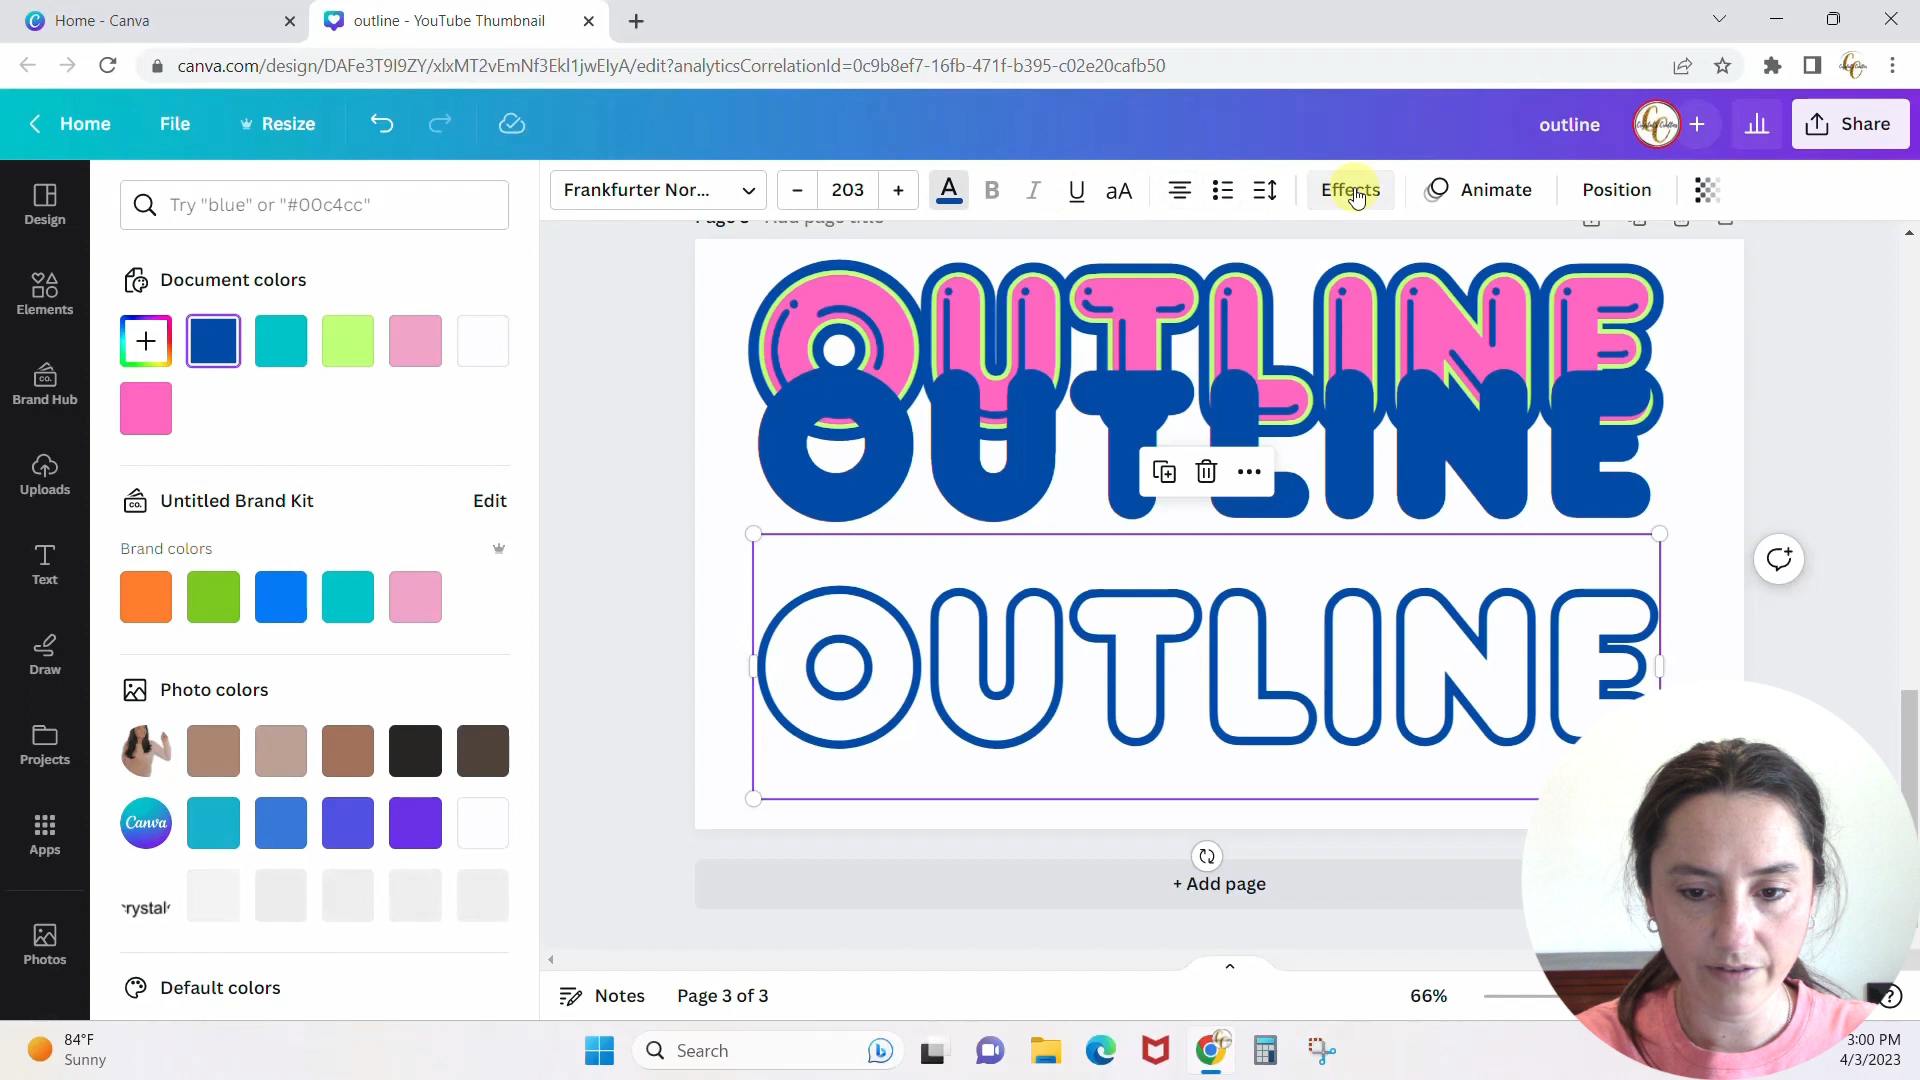 Home - Canva
outline - YouTube Thumbnail
canva.com/design/DAFe3T9I9ZY/xlxMT2vEmNf3Ekl1jwEIyA/edit?analyticsCorrelationId=0c9b8ef7-16fb-471f-b395-c02e20cafb50
Home
File
Resize
outline
Share
Try "blue" or "#00c4cc"
Frankfurter Nor...
203
A
B
I
U
aA
Effects
Animate
Position
Design
Elements
Brand Hub
Uploads
Text
Draw
Projects
Apps
Photos
Document colors
Untitled Brand Kit
Edit
Brand colors
Photo colors
Canva
crystal
Default colors
OUTLINE
OUTLINE
OUTLINE
+ Add page
Notes
Page 3 of 3
66%
84°F
Sunny
Search
3:00 PM
4/3/2023